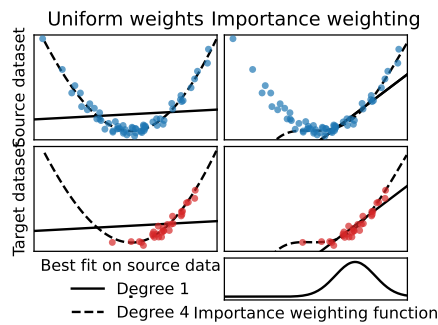 Uniform weights
Importance weighting
Source dataset
Target dataset
Best fit on source data
Degree 1
Degree 4
Importance weighting function